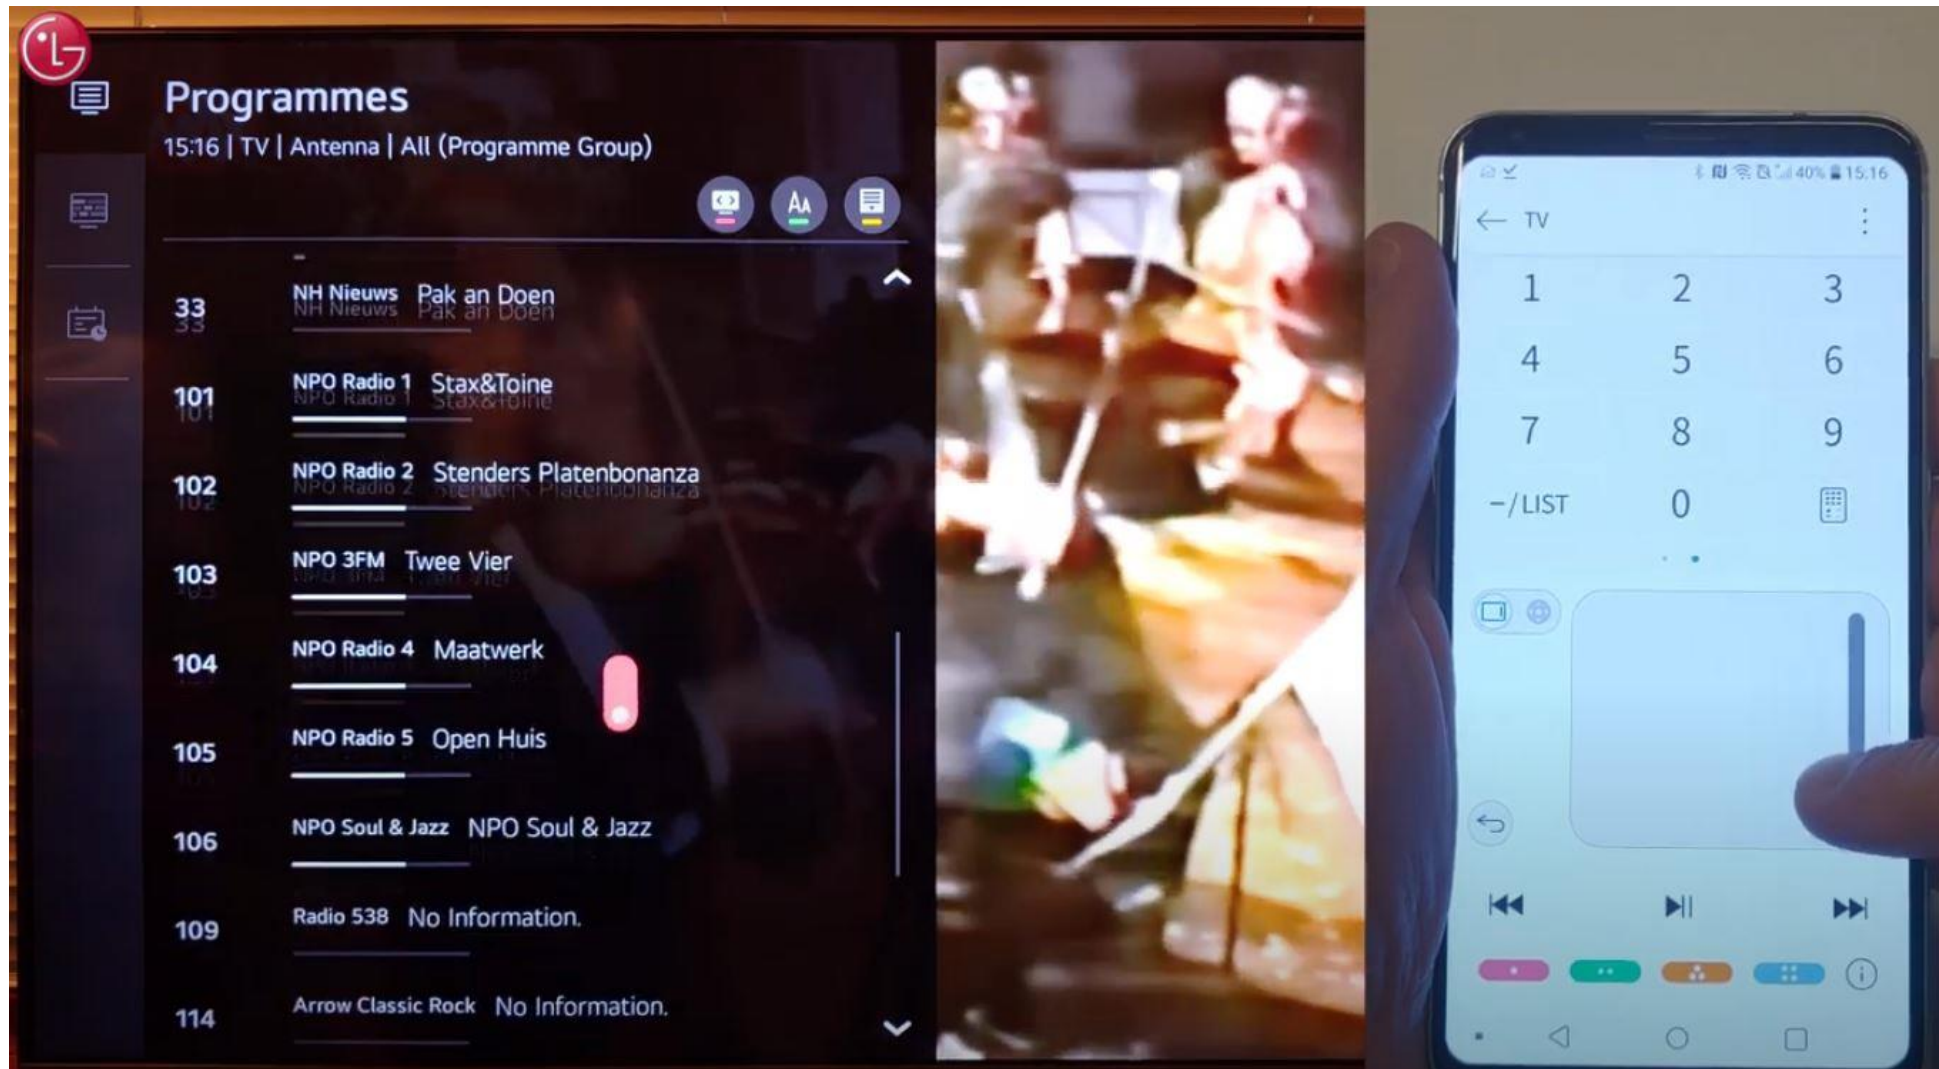 LG
Programmes
15:16 | TV | Antenna | All (Programme Group)
AA
33 NH Nieuws Pak an Doen
101 NPO Radio 1 Stax&Toine
102 NPO Radio 2 Stenders Platenbonanza
103 NPO 3FM Twee Vier
104 NPO Radio 4 Maatwerk
105 NPO Radio 5 Open Huis
106 NPO Soul & Jazz NPO Soul & Jazz
109 Radio 538 No Information.
114 Arrow Classic Rock No Information.
40% 15:16
TV
1 2 3
4 5 6
7 8 9
-/LIST 0